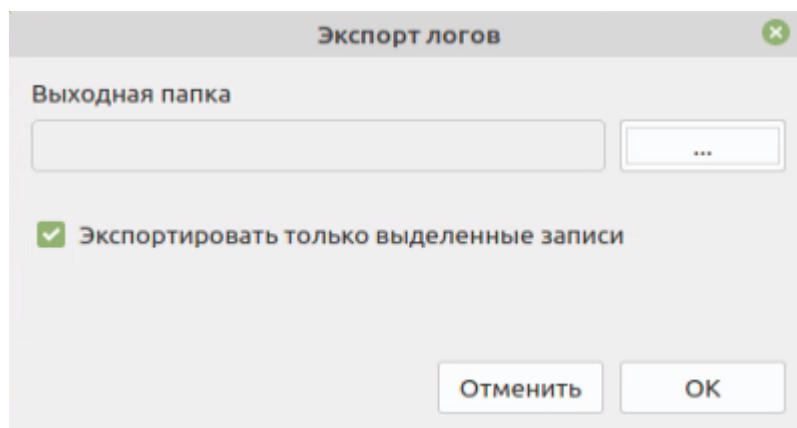 Экспорт логов
Выходная папка
...
Экспортировать только выделенные записи
Отменить
OK